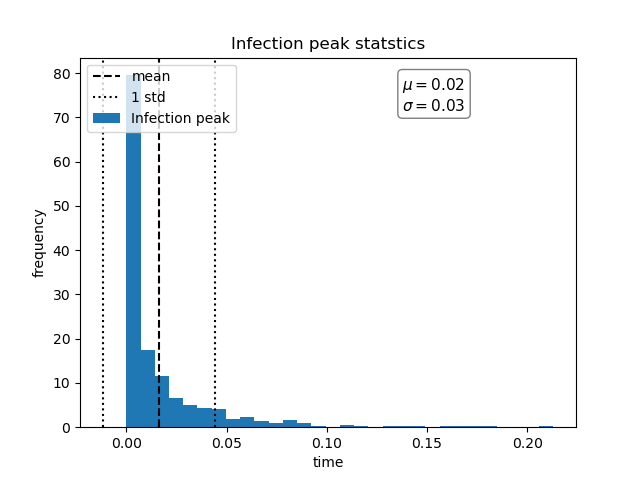 Infection peak statstics
mean
1 std
Infection peak
μ = 0.02
σ = 0.03
80
70
60
50
40
30
20
10
0
frequency
0.00 0.05 0.10 0.15 0.20
time